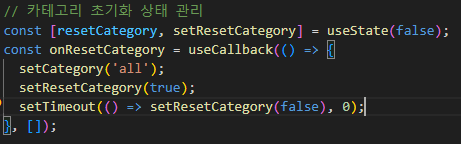 // 카테고리 초기화 상태 관리
const [resetCategory, setResetCategory] = useState(false);
const onResetCategory = useCallback(() => {
  setCategory('all');
  setResetCategory(true);
  setTimeout(() => setResetCategory(false), 0);
}, []);